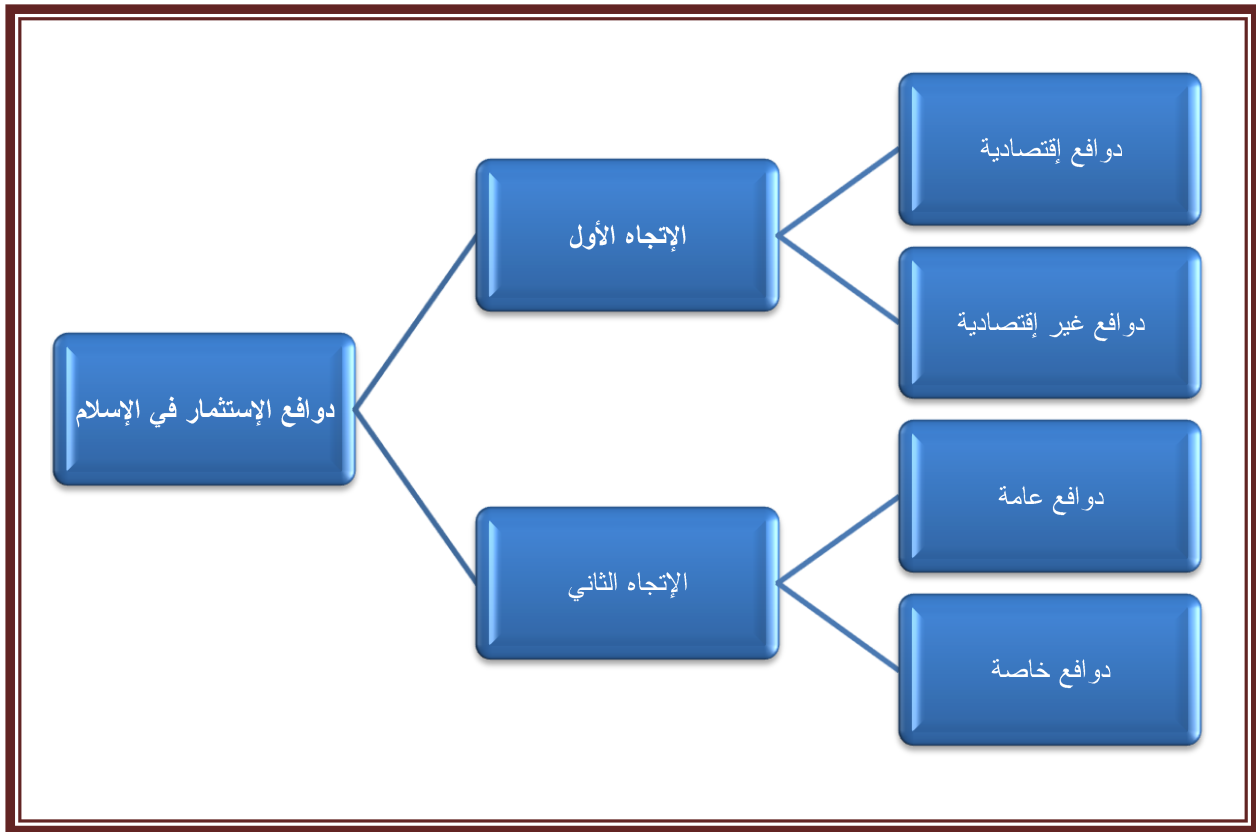 دوافع الإستثمار في الإسلام
الإتجاه الأول
دوافع إقتصادية
دوافع غير إقتصادية
الإتجاه الثاني
دوافع عامة
دوافع خاصة